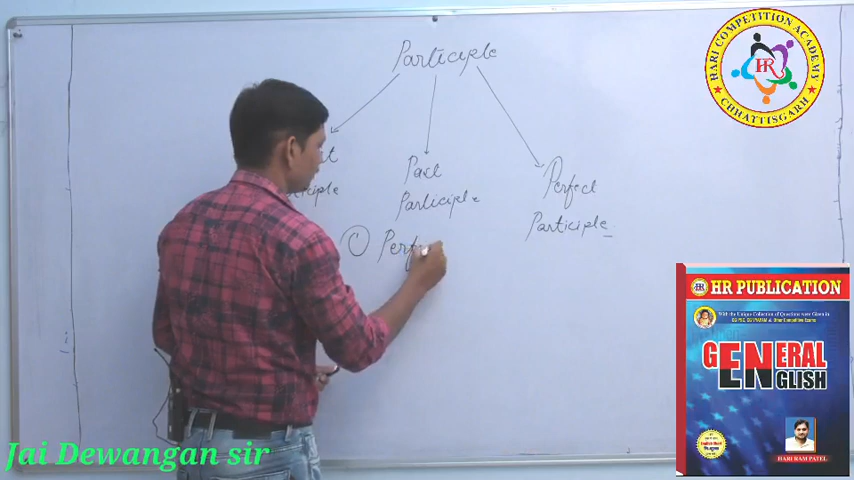 Participle
Past
Participle
Perfect
Participle
① Perf
HARI COMPETITION ACADEMY
HR
CHHATTISGARH
HR PUBLICATION
GENERAL
ENGLISH
HARI RAM PATEL
Jai Dewangan sir